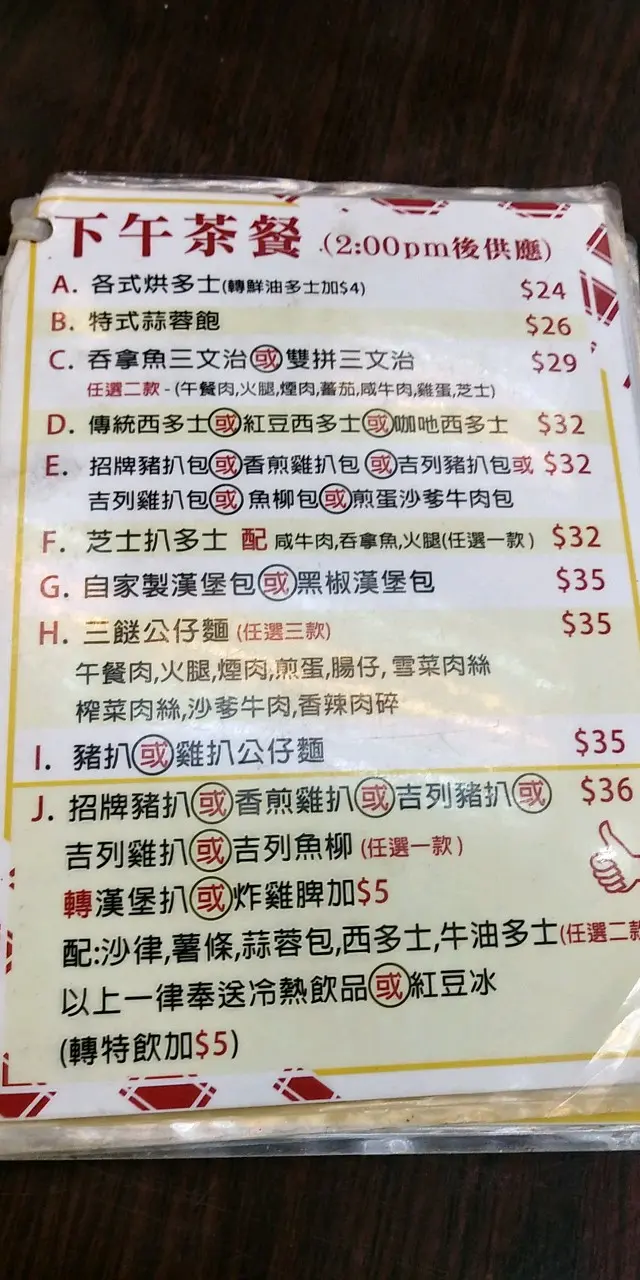 下午茶餐 (2:00pm後供應)
A. 各式烘多士(轉鮮油多士加$4) $24
B. 特式蒜蓉飽 $26
C. 吞拿魚三文治或雙拼三文治 $29
任選二款 - (午餐肉,火腿,煙肉,蕃茄,咸牛肉,雞蛋,芝士)
D. 傳統西多士或紅豆西多士或咖吔西多士 $32
E. 招牌豬扒包或香煎雞扒包 或吉列豬扒包或 $32
吉列雞扒包或 魚柳包或煎蛋沙爹牛肉包
F. 芝士扒多士 配 咸牛肉,吞拿魚,火腿(任選一款) $32
G. 自家製漢堡包或黑椒漢堡包 $35
H. 三餸公仔麵 (任選三款) $35
午餐肉,火腿,煙肉,煎蛋,腸仔,雪菜肉絲
榨菜肉絲,沙爹牛肉,香辣肉碎
I. 豬扒或雞扒公仔麵 $35
J. 招牌豬扒或香煎雞扒或吉列豬扒或 $36
吉列雞扒或吉列魚柳 (任選一款)
轉漢堡扒或炸雞脾加$5
配:沙律,薯條,蒜蓉包,西多士,牛油多士(任選二款
以上一律奉送冷熱飲品或紅豆冰
(轉特飲加$5)